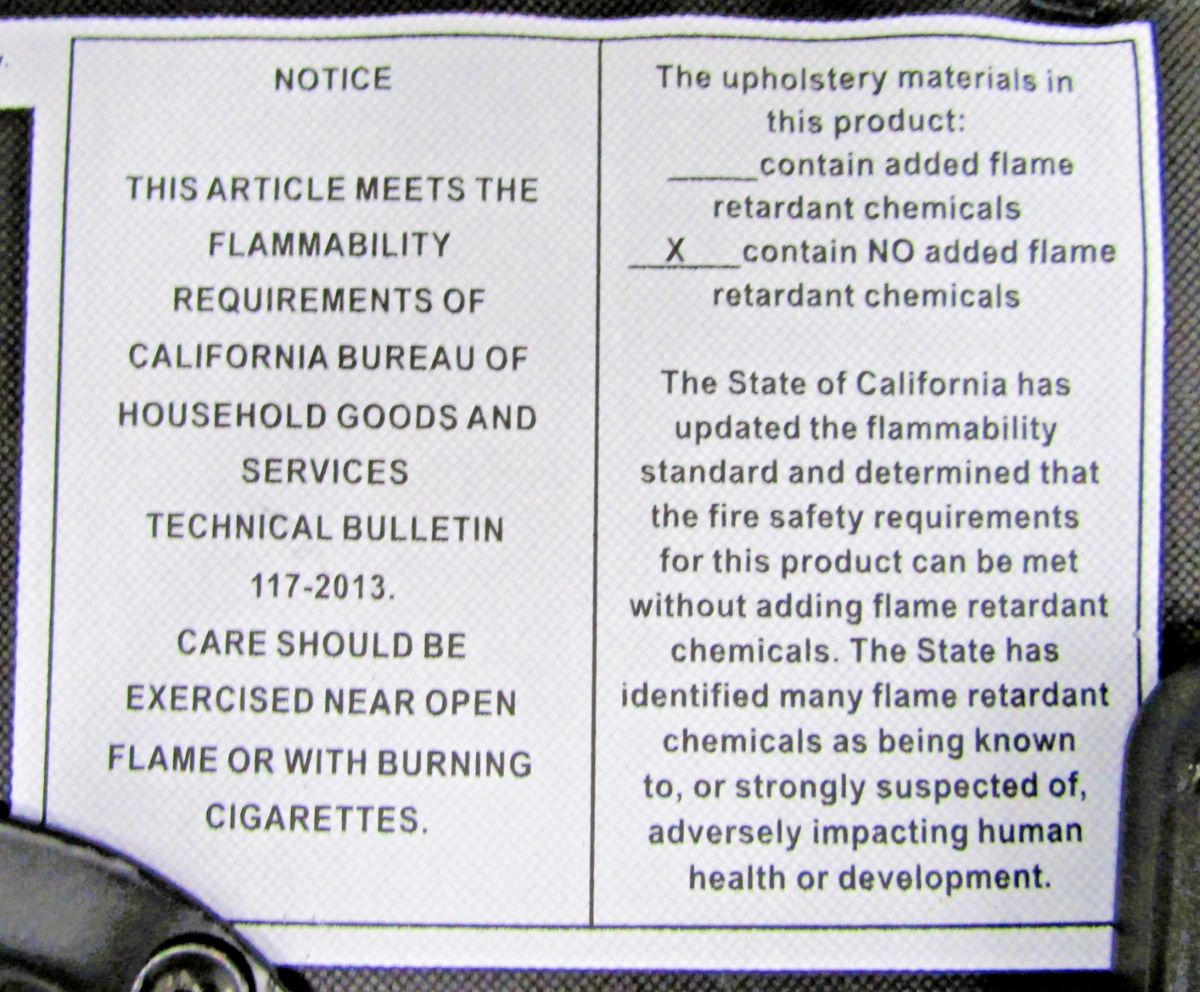 NOTICE
THIS ARTICLE MEETS THE
FLAMMABILITY
REQUIREMENTS OF
CALIFORNIA BUREAU OF
HOUSEHOLD GOODS AND
SERVICES
TECHNICAL BULLETIN
117-2013.
CARE SHOULD BE
EXERCISED NEAR OPEN
FLAME OR WITH BURNING
CIGARETTES.
The upholstery materials in
this product:
_____contain added flame
retardant chemicals
__X___contain NO added flame
retardant chemicals
The State of California has
updated the flammability
standard and determined that
the fire safety requirements
for this product can be met
without adding flame retardant
chemicals. The State has
identified many flame retardant
chemicals as being known
to, or strongly suspected of,
adversely impacting human
health or development.